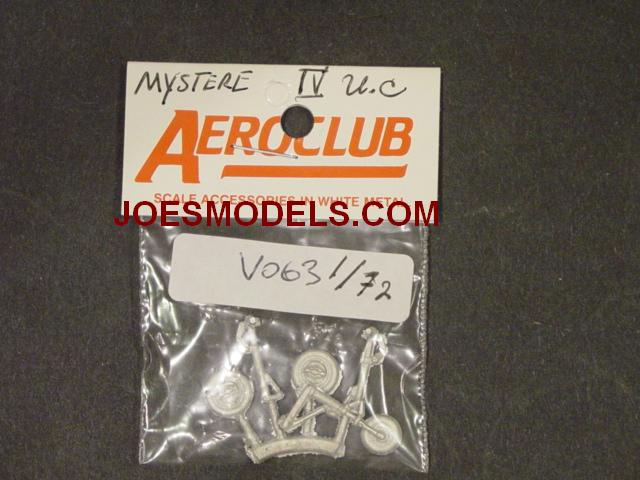 MYSTERE IV U.C
AEROCLUB
SCALE ACCESSORIES IN WHITE METAL
JOESMODELS.COM
V063 1/72